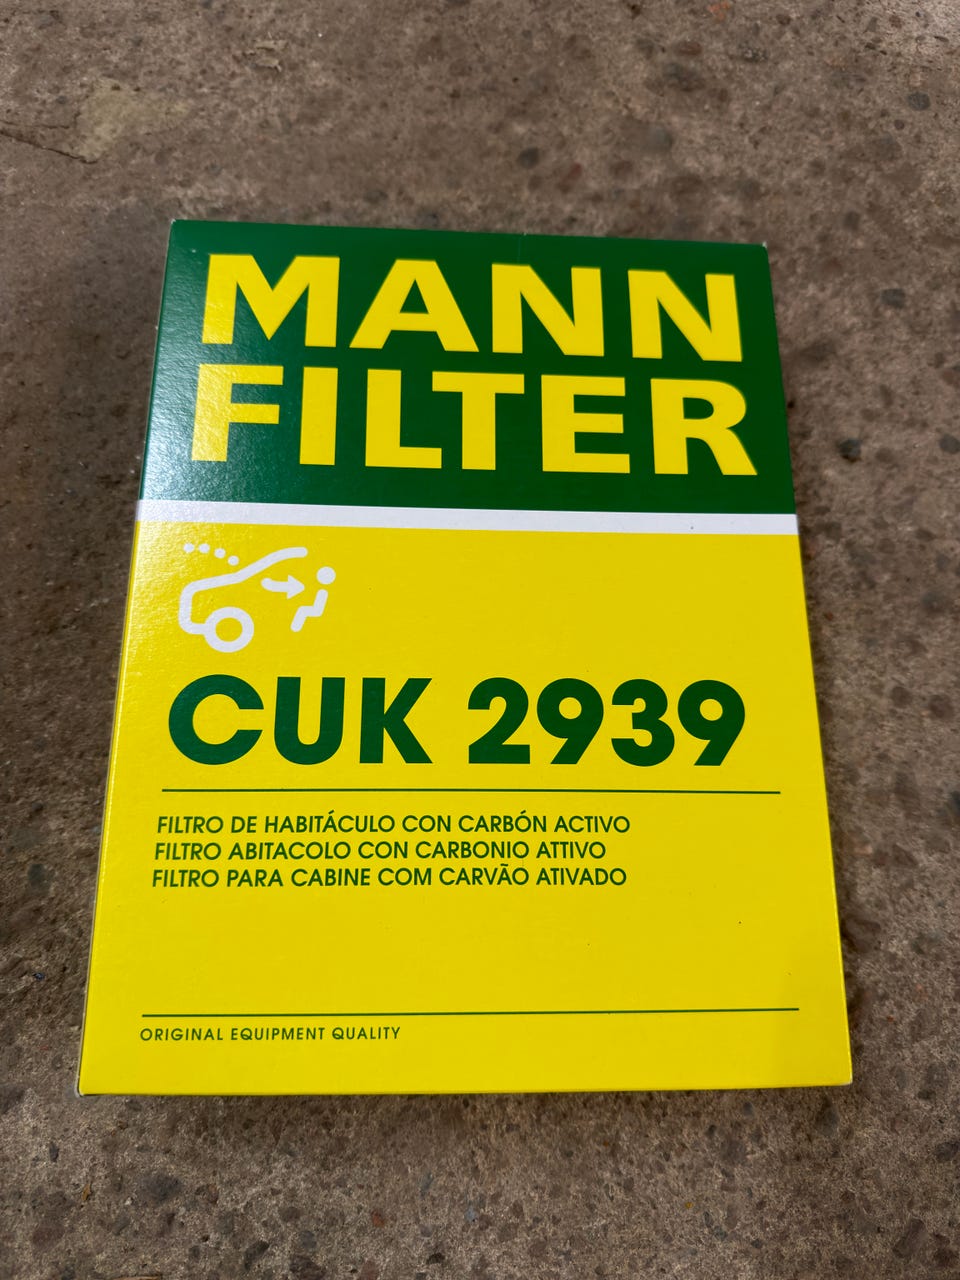 MANN
FILTER
CUK 2939
FILTRO DE HABITÁCULO CON CARBÓN ACTIVO
FILTRO ABITACOLO CON CARBONIO ATTIVO
FILTRO PARA CABINE COM CARVÃO ATIVADO
ORIGINAL EQUIPMENT QUALITY